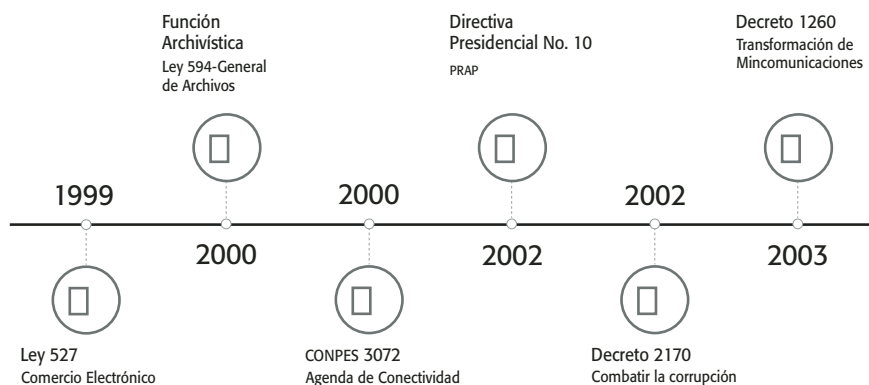 Función
Archivística
Ley 594-General
de Archivos
Directiva
Presidencial No. 10
PRAP
Decreto 1260
Transformación de
Mincomunicaciones
1999
2000
2000
2002
2002
2003
Ley 527
Comercio Electrónico
CONPES 3072
Agenda de Conectividad
Decreto 2170
Combatir la corrupción